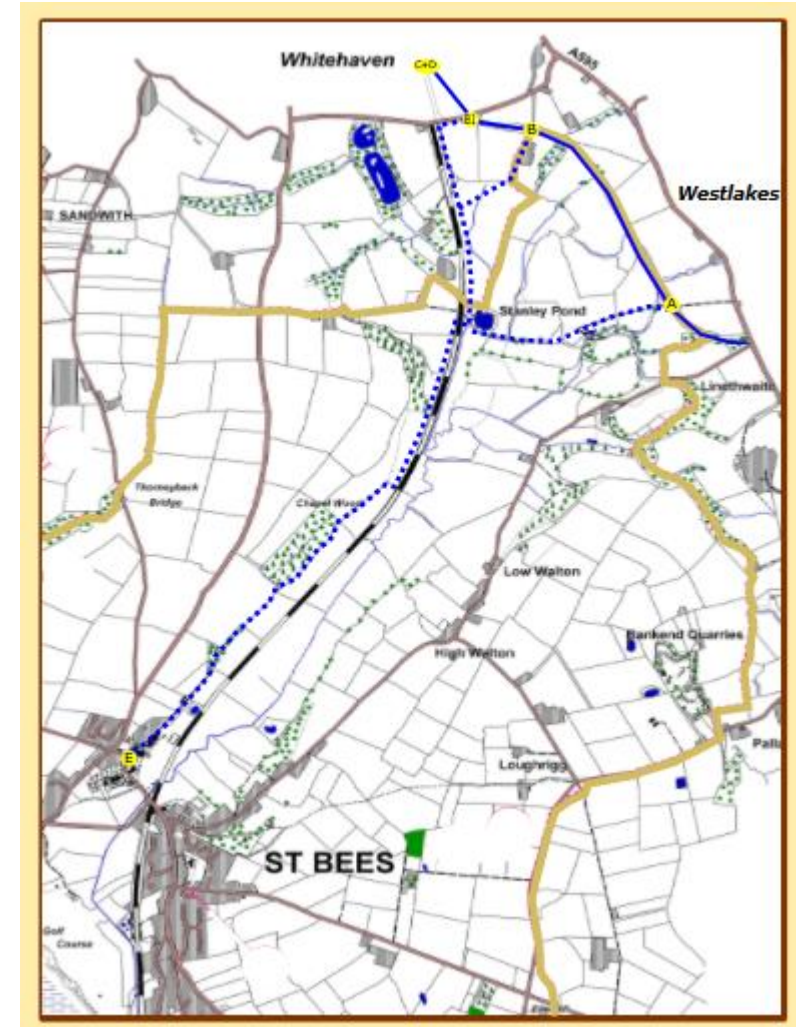 Whitehaven
C+D
A595
B1
B
Westlakes
SANDWITH
A
Stanley Pond
Linethwaite
Thorneyback
Bridge
Chapel Wood
Low Walton
Bankend Quarries
High Walton
E
Loughrigg
ST BEES
Golf
Course